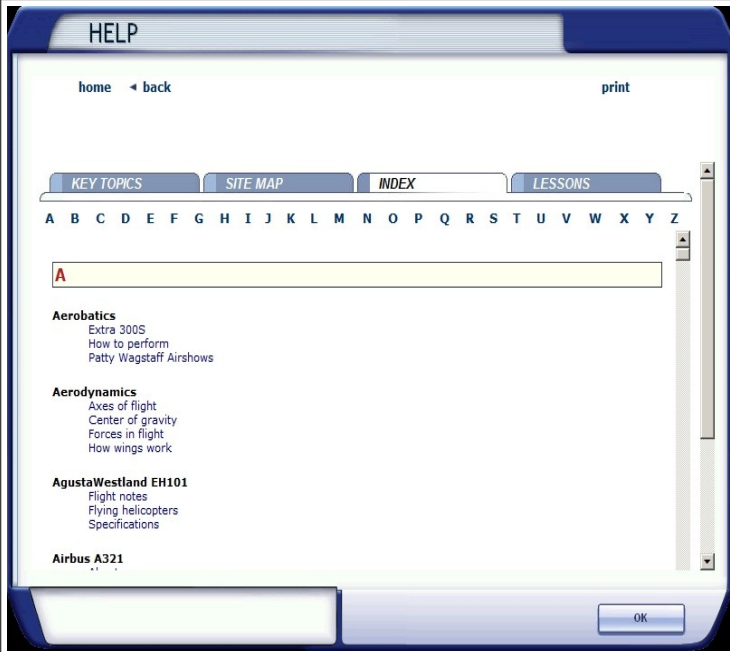 HELP
home ◄ back print
KEY TOPICS SITE MAP INDEX LESSONS
A B C D E F G H I J K L M N O P Q R S T U V W X Y Z
A
Aerobatics
Extra 300S
How to perform
Patty Wagstaff Airshows
Aerodynamics
Axes of flight
Center of gravity
Forces in flight
How wings work
AgustaWestland EH101
Flight notes
Flying helicopters
Specifications
Airbus A321
OK